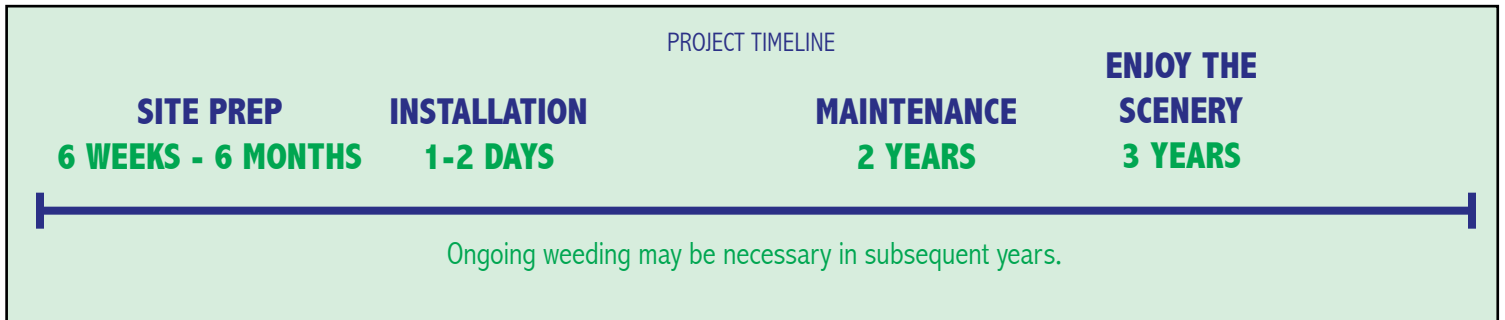 PROJECT TIMELINE
SITE PREP
6 WEEKS - 6 MONTHS
INSTALLATION
1-2 DAYS
MAINTENANCE
2 YEARS
ENJOY THE
SCENERY
3 YEARS
Ongoing weeding may be necessary in subsequent years.